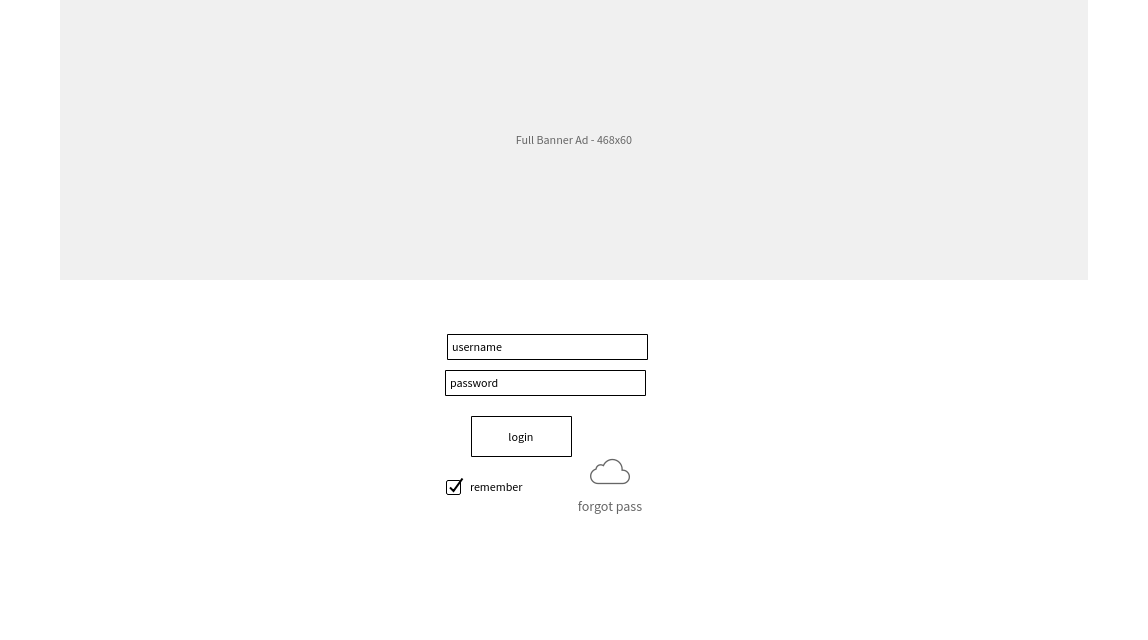 Full Banner Ad - 468x60
username
password
login
remember
forgot pass